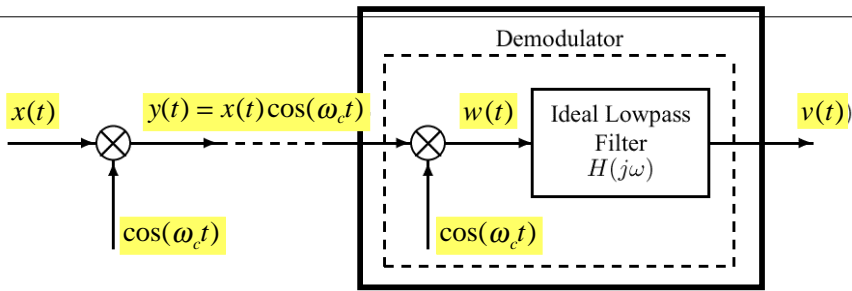 Demodulator
x(t)
y(t) = x(t)cos(ω_c t)
w(t)
Ideal Lowpass
Filter
H(jω)
v(t)
cos(ω_c t)
cos(ω_c t)